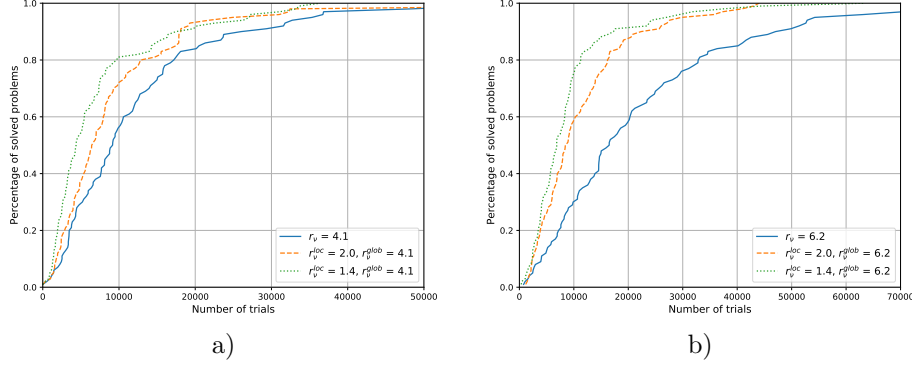 Percentage of solved problems
1.0
0.8
0.6
0.4
0.2
0.0
0 10000 20000 30000 40000 50000
Number of trials
r_ν = 4.1
r_ν^loc = 2.0, r_ν^glob = 4.1
r_ν^loc = 1.4, r_ν^glob = 4.1
a)
Percentage of solved problems
1.0
0.8
0.6
0.4
0.2
0.0
0 10000 20000 30000 40000 50000 60000 70000
Number of trials
r_ν = 6.2
r_ν^loc = 2.0, r_ν^glob = 6.2
r_ν^loc = 1.4, r_ν^glob = 6.2
b)